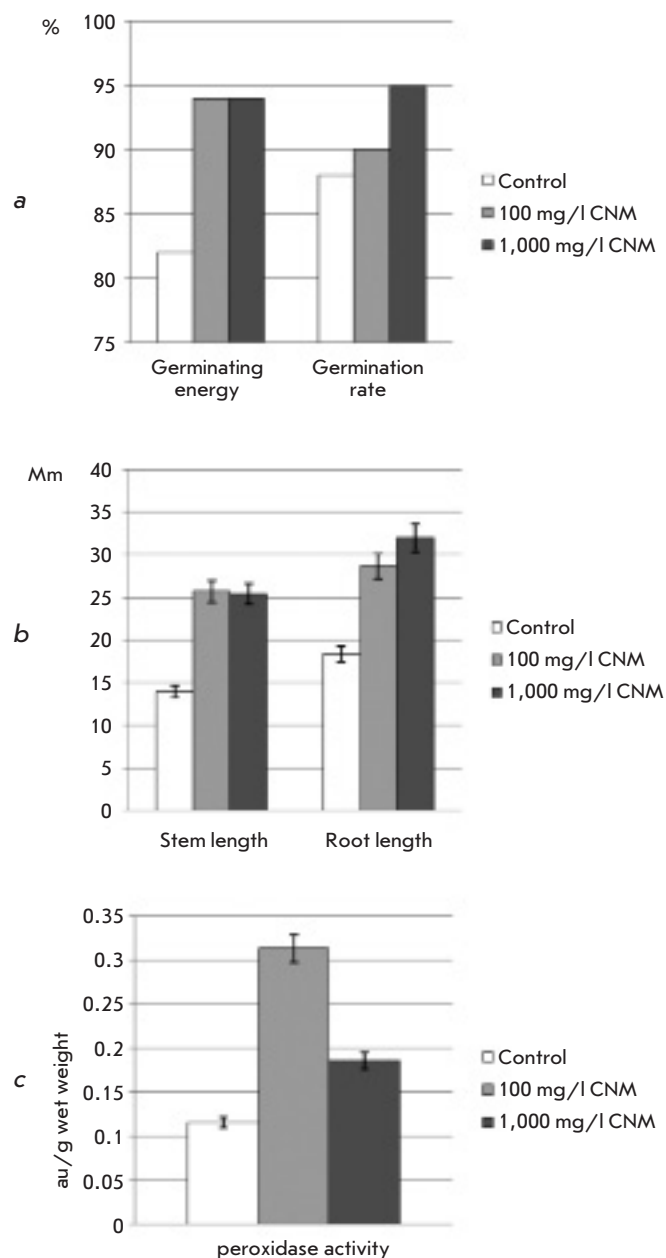 %
100
95
90
85
80
75
a
Germinating
energy
Germination
rate
Control
100 mg/l CNM
1,000 mg/l CNM
Mm
40
35
30
25
20
15
10
5
0
b
Stem length
Root length
Control
100 mg/l CNM
1,000 mg/l CNM
au/g wet weight
0.35
0.3
0.25
0.2
0.15
0.1
0.05
0
c
peroxidase activity
Control
100 mg/l CNM
1,000 mg/l CNM